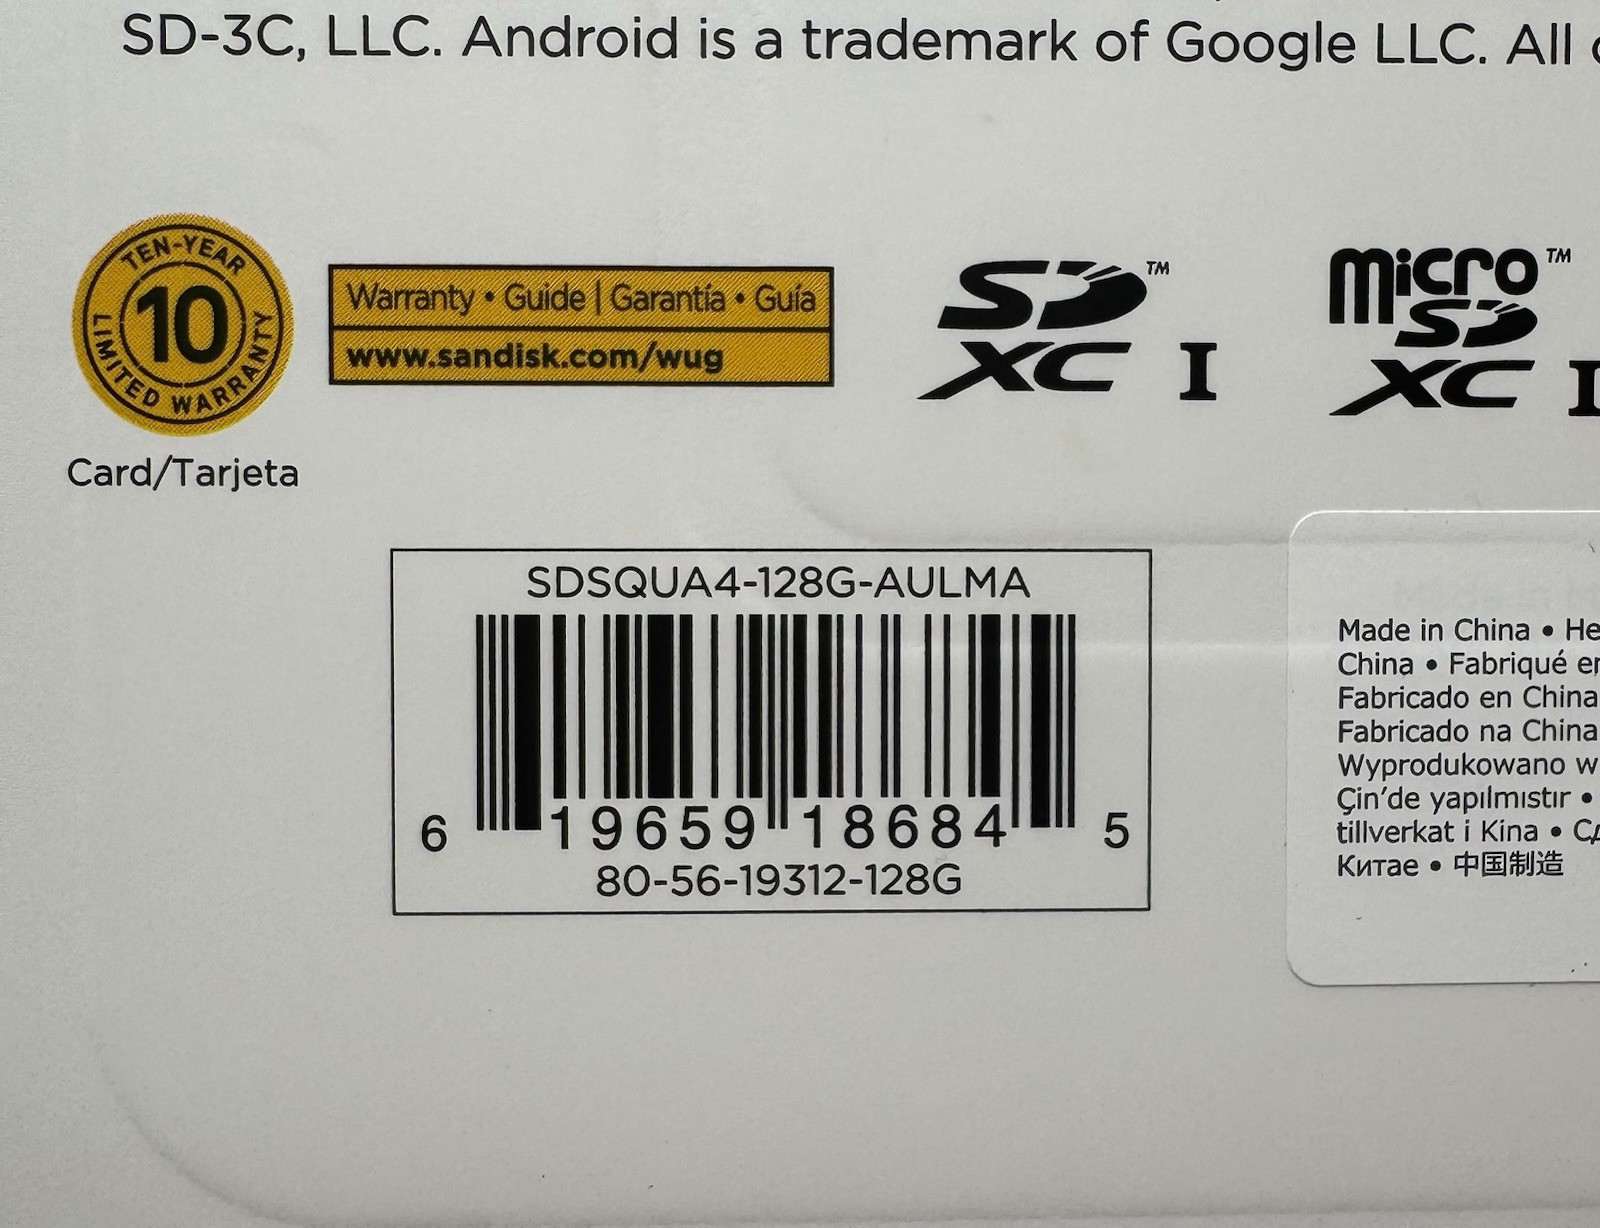 SD-3C, LLC. Android is a trademark of Google LLC. All
TEN-YEAR
10
LIMITED WARRANTY
Card/Tarjeta
Warranty • Guide | Garantía • Guía
www.sandisk.com/wug
SD™
XC I
micro™
SD
XC I
SDSQUA4-128G-AULMA
6 19659 18684 5
80-56-19312-128G
Made in China •
China • Fabriqué
Fabricado en China
Fabricado na China
Wyprodukowano w
Çin'de yapılmıştır •
tillverkat i Kina •
Китае • 中国制造